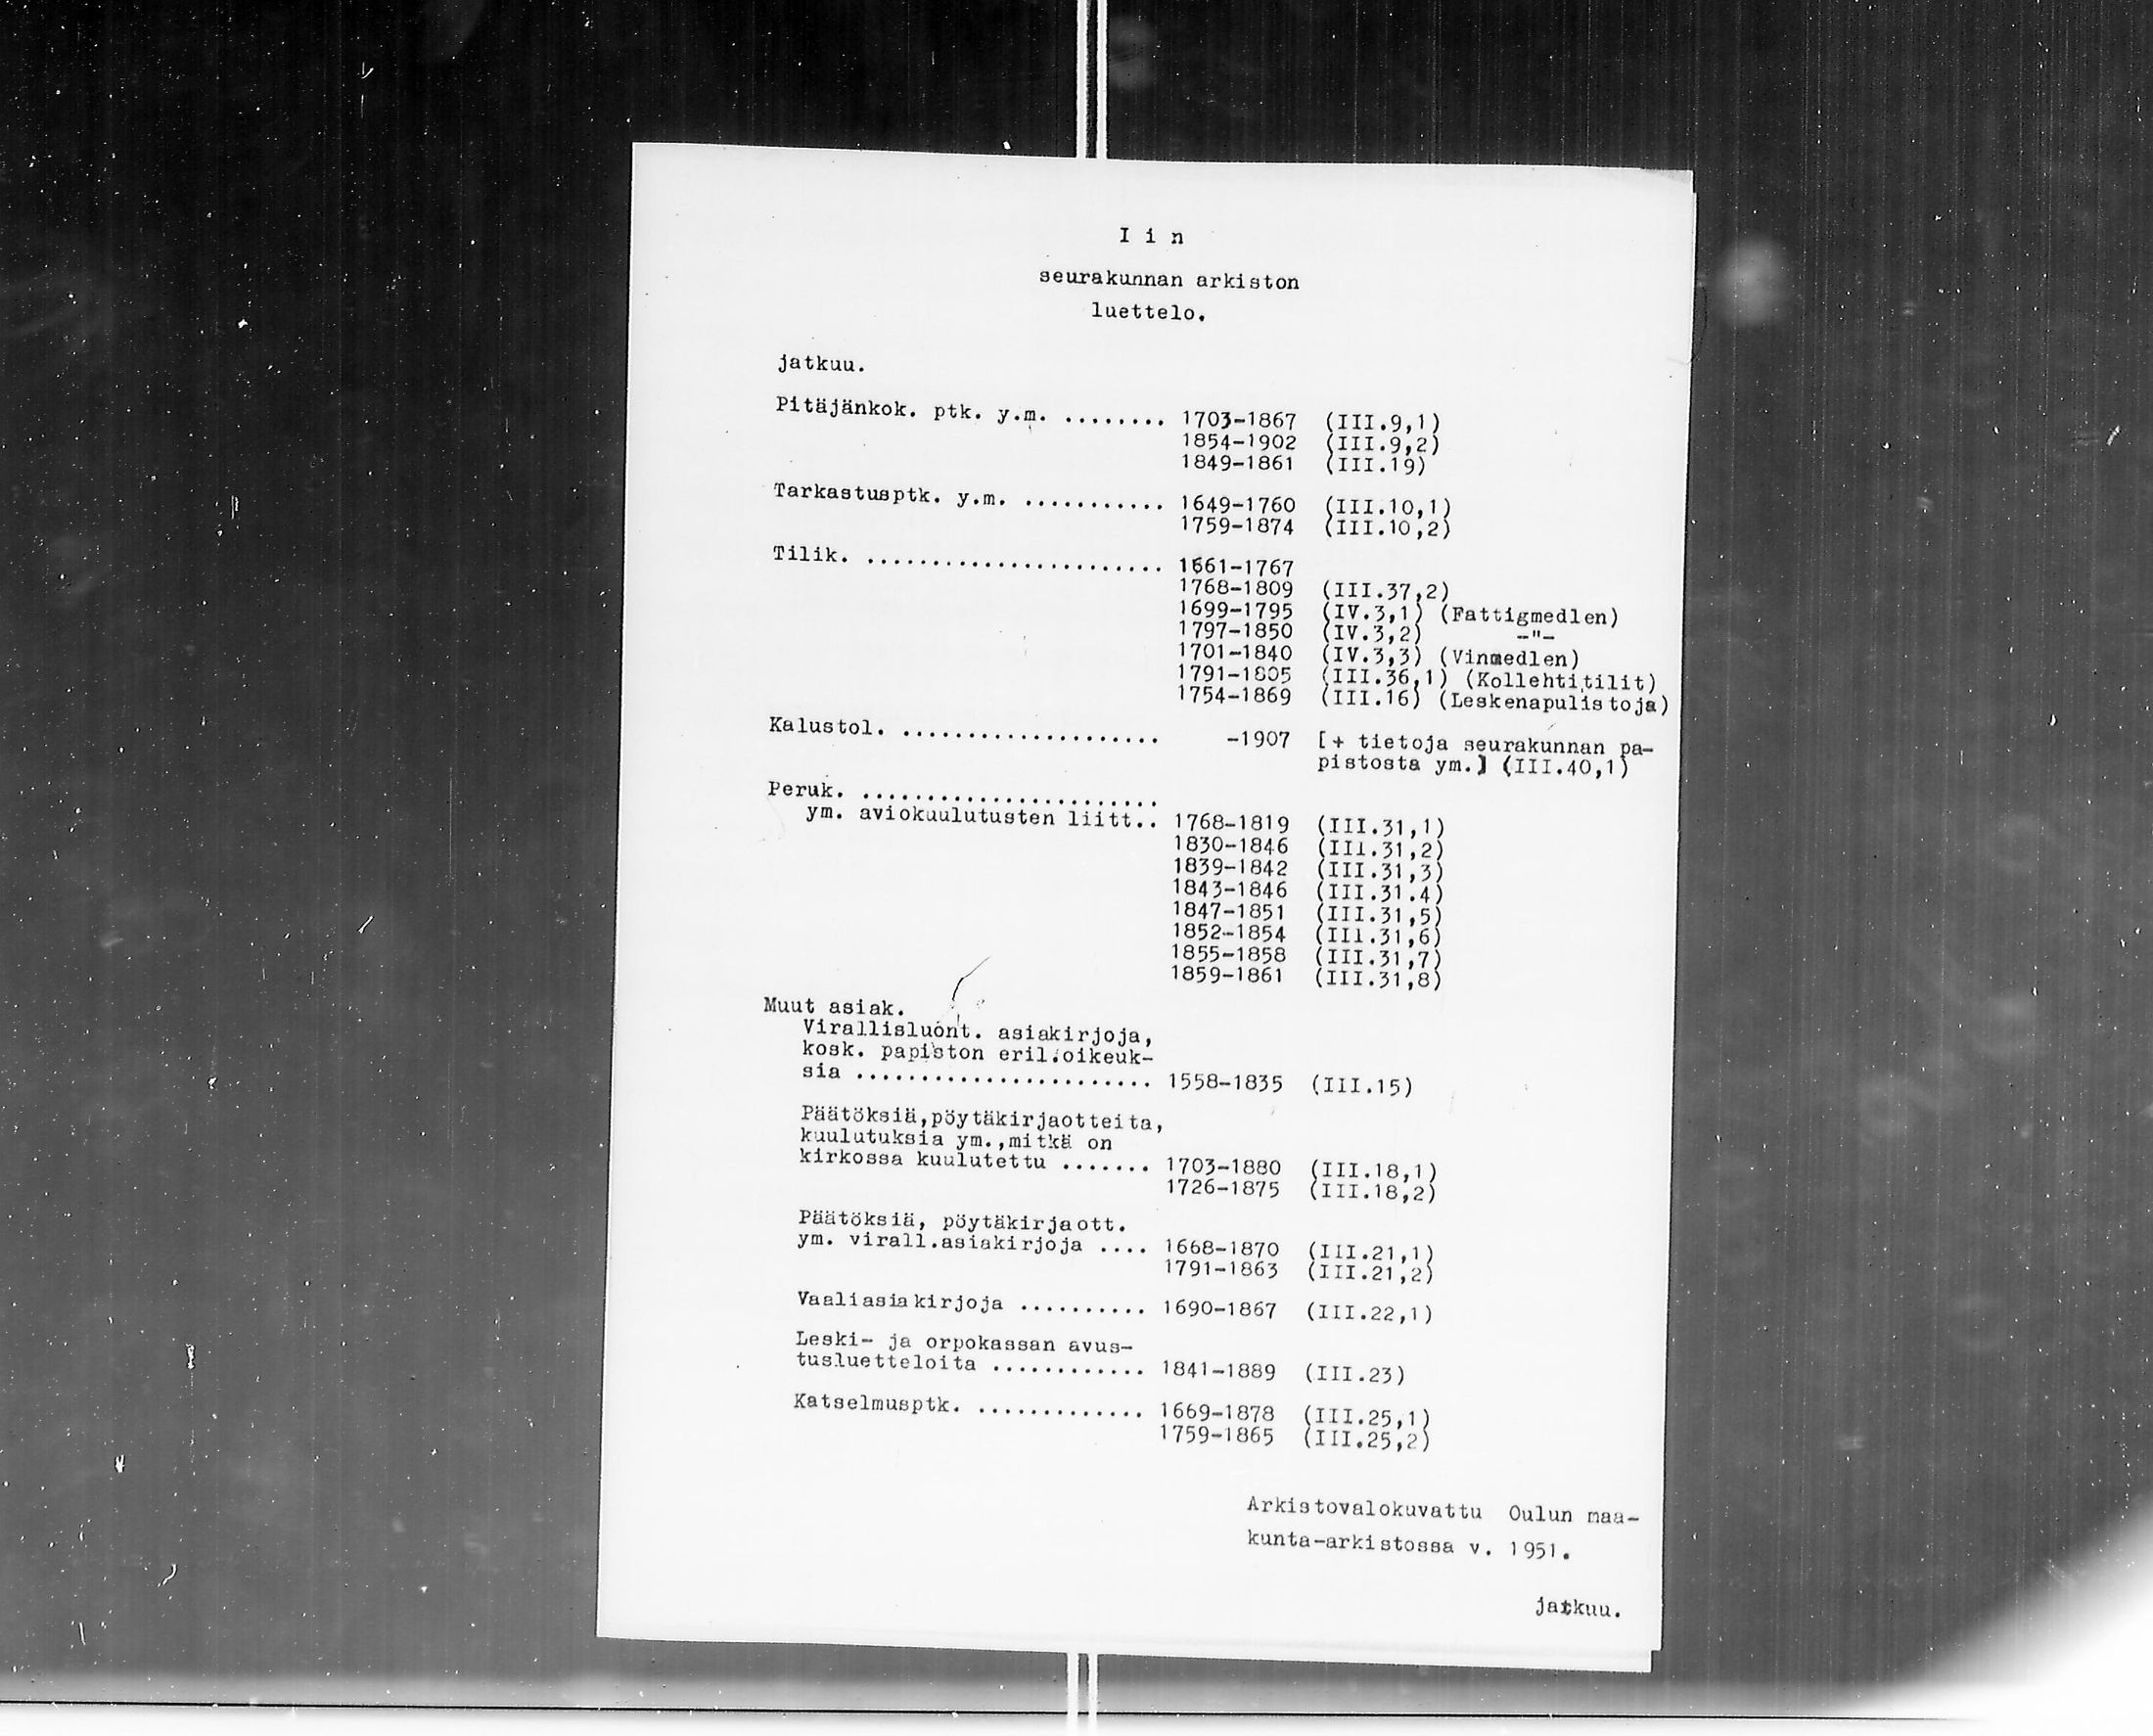 I i n
seurakunnan arkiston
luettelo.
jatkuu.
Pitäjänkok. ptk. y.m. ........ 1703-1867 (III.9,1)
1854-1902 (III.9,2)
1849-1861 (III.19)
Tarkastusptk. y.m. ........... 1649-1760 (III.10,1)
1759-1874 (III.10,2)
Tilik. ....................... 1661-1767
1768-1809 (III.37,2)
1699-1795 (IV.3,1) (Fattigmedlen)
1797-1850 (IV.3,2) -"-
1701-1840 (IV.3,3) (Vinmedlen)
1791-1805 (III.36,1) (Kollehtitilit)
1754-1869 (III.16) (Leskenapulistoja)
Kalustol. .................... -1907 [+ tietoja seurakunnan pa-
pistosta ym.] (III.40,1)
Peruk. .......................
ym. aviokuulutusten liitt.. 1768-1819 (III.31,1)
1830-1846 (III.31,2)
1839-1842 (III.31,3)
1843-1846 (III.31.4)
1847-1851 (III.31,5)
1852-1854 (III.31,6)
1855-1858 (III.31,7)
1859-1861 (III.31,8)
Muut asiak.
Virallisluont. asiakirjoja,
kosk. papiston eril.oikeuk-
sia ....................... 1558-1835 (III.15)
Päätöksiä,pöytäkirjaotteita,
kuulutuksia ym.,mitkä on
kirkossa kuulutettu ....... 1703-1880 (III.18,1)
1726-1875 (III.18,2)
Päätöksiä, pöytäkirjaott.
ym. virall.asiakirjoja .... 1668-1870 (III.21,1)
1791-1863 (III.21,2)
Vaaliasiakirjoja .......... 1690-1867 (III.22,1)
Leski- ja orpokassan avus-
tusluetteloita ............ 1841-1889 (III.23)
Katselmusptk. ............. 1669-1878 (III.25,1)
1759-1865 (III.25,2)
Arkistovalokuvattu Oulun maa-
kunta-arkistossa v. 1951.
jatkuu.